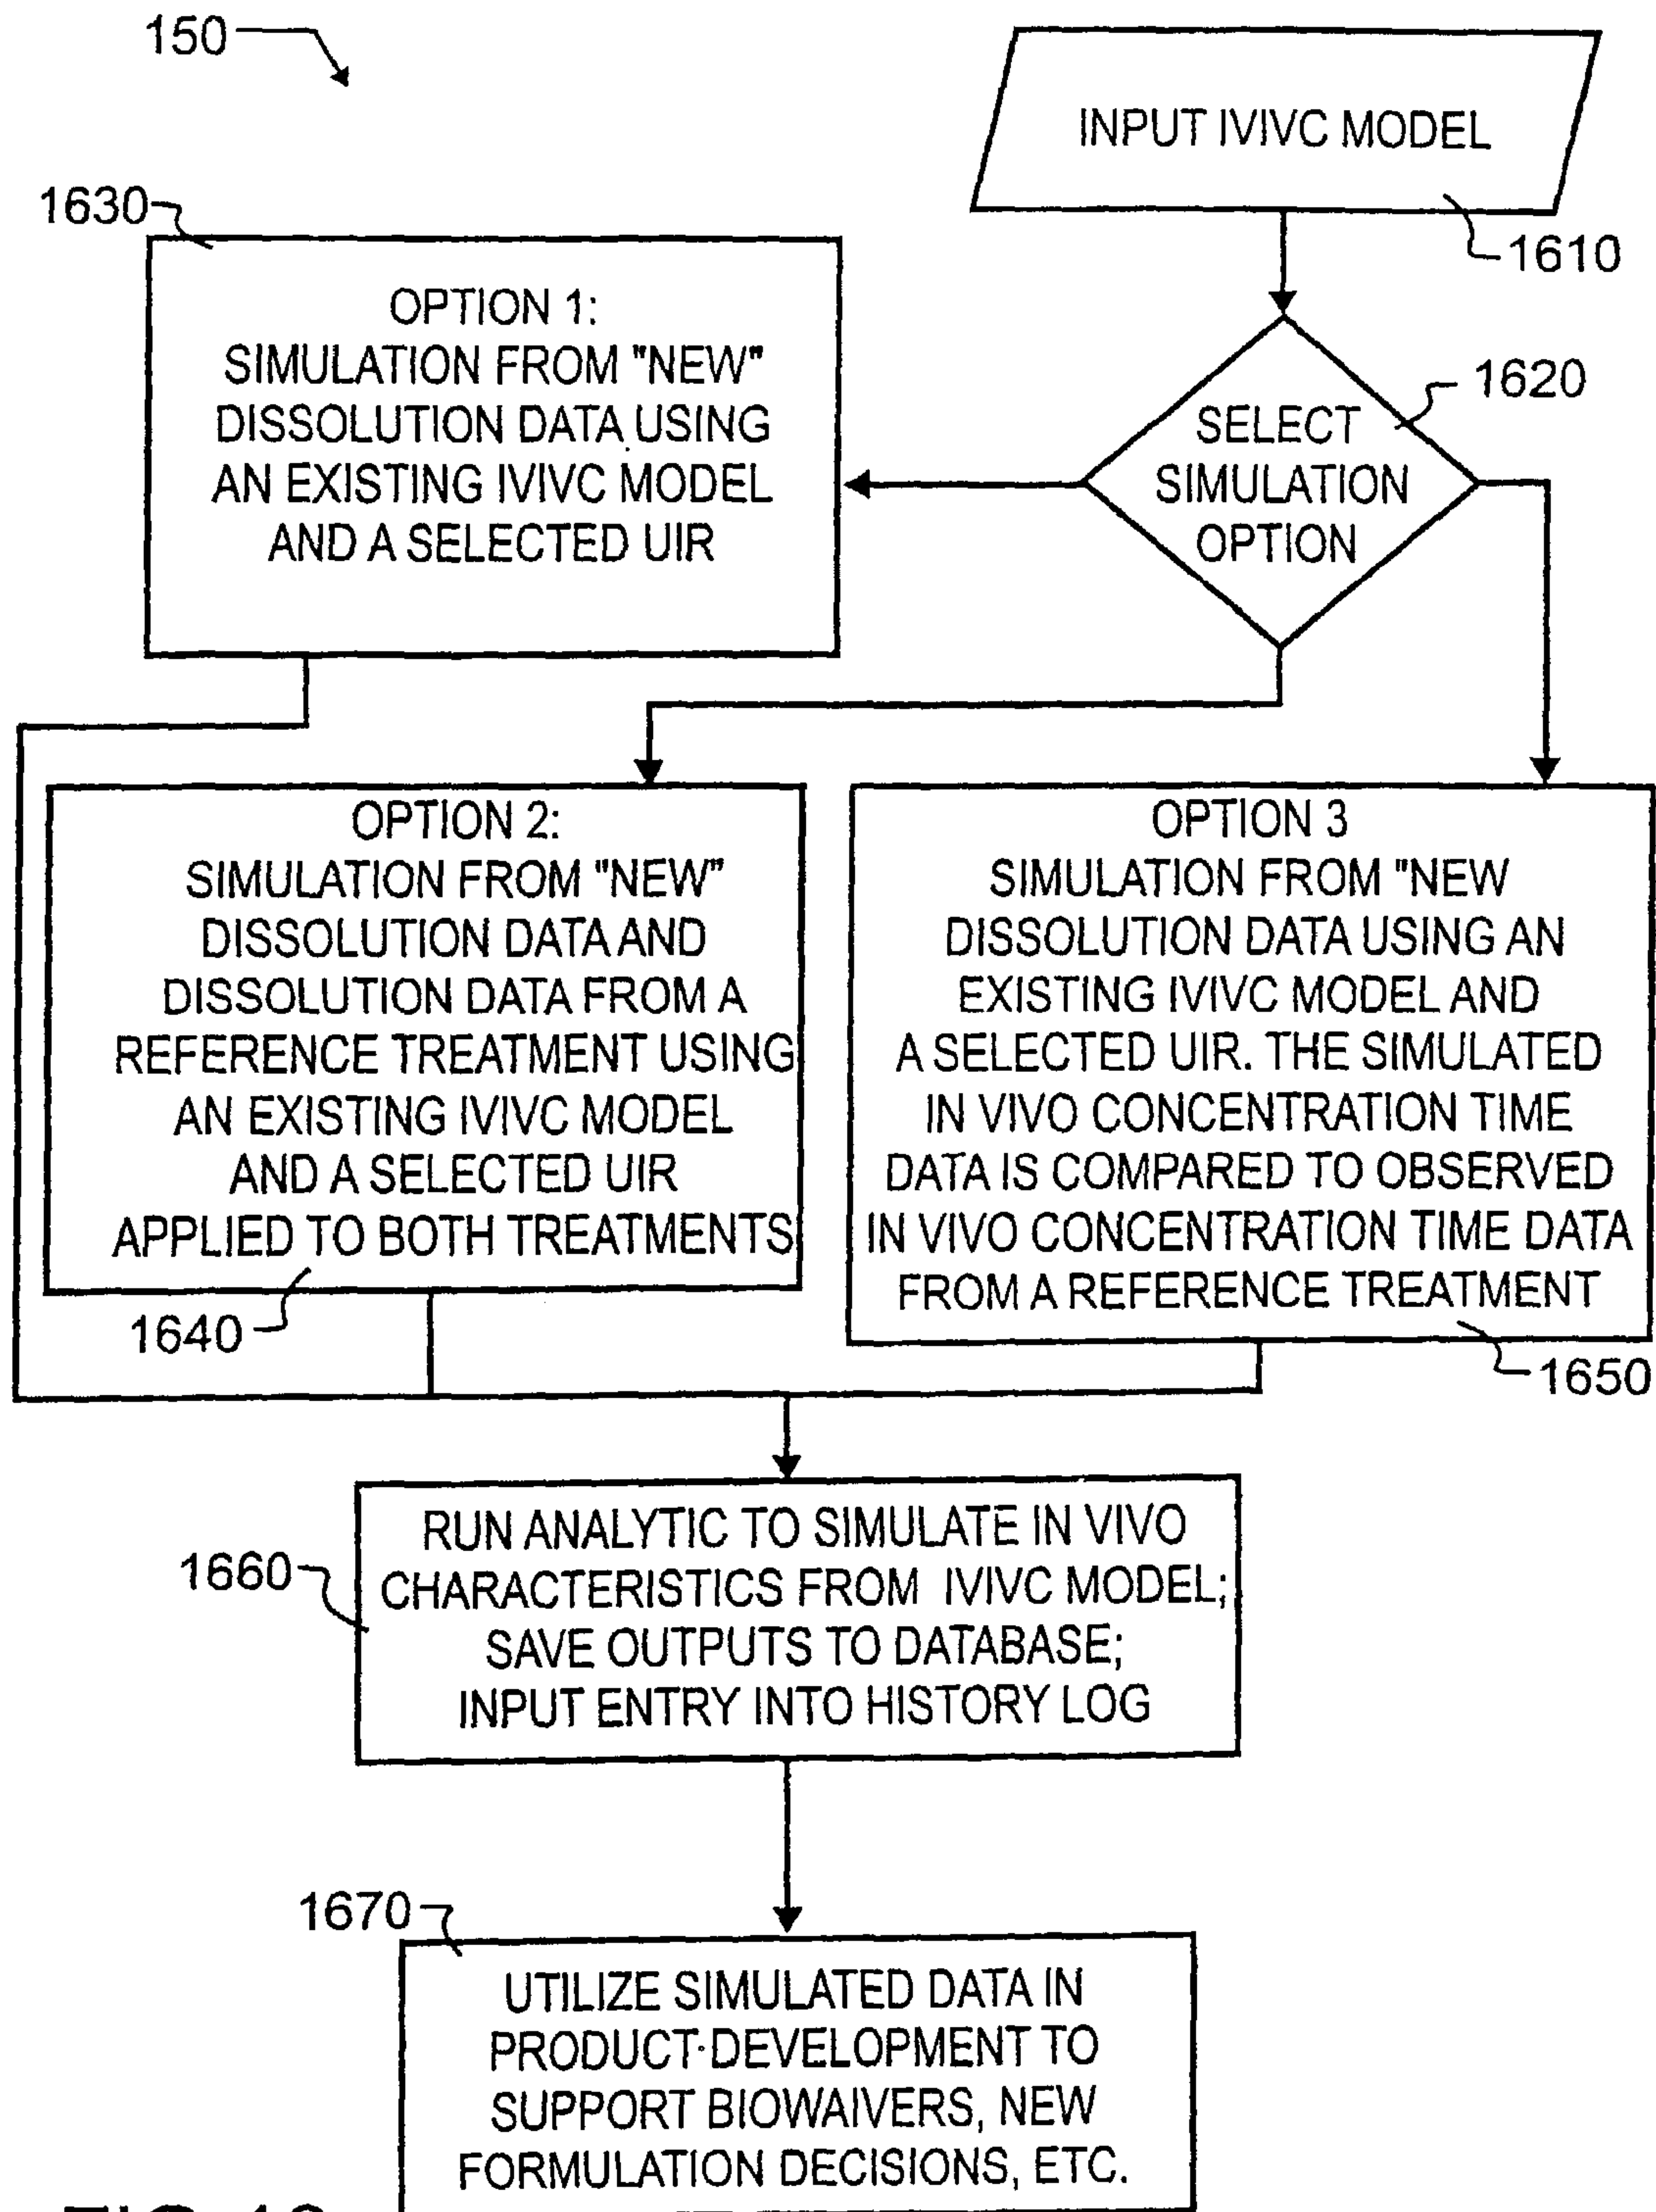 150
INPUT IVIVC MODEL
1610
1630
OPTION 1:
SIMULATION FROM "NEW"
DISSOLUTION DATA USING
AN EXISTING IVIVC MODEL
AND A SELECTED UIR
1620
SELECT
SIMULATION
OPTION
OPTION 2:
SIMULATION FROM "NEW"
DISSOLUTION DATA AND
DISSOLUTION DATA FROM A
REFERENCE TREATMENT USING
AN EXISTING IVIVC MODEL
AND A SELECTED UIR
APPLIED TO BOTH TREATMENTS
1640
OPTION 3
SIMULATION FROM "NEW
DISSOLUTION DATA USING AN
EXISTING IVIVC MODEL AND
A SELECTED UIR. THE SIMULATED
IN VIVO CONCENTRATION TIME
DATA IS COMPARED TO OBSERVED
IN VIVO CONCENTRATION TIME DATA
FROM A REFERENCE TREATMENT
1650
1660
RUN ANALYTIC TO SIMULATE IN VIVO
CHARACTERISTICS FROM IVIVC MODEL;
SAVE OUTPUTS TO DATABASE;
INPUT ENTRY INTO HISTORY LOG
1670
UTILIZE SIMULATED DATA IN
PRODUCT DEVELOPMENT TO
SUPPORT BIOWAIVERS, NEW
FORMULATION DECISIONS, ETC.